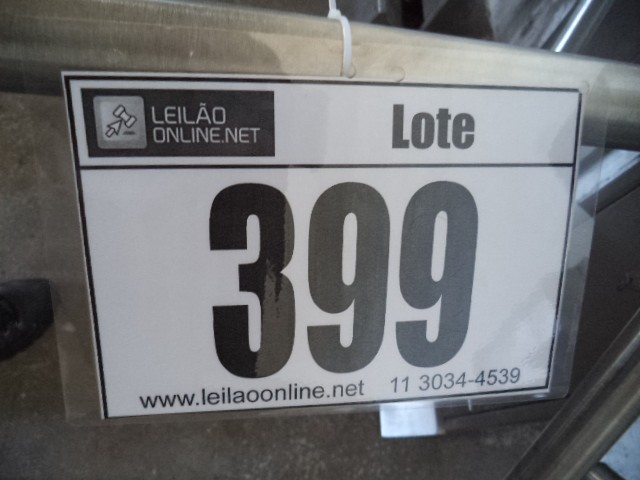 LEILÃO
ONLINE.NET
Lote
399
www.leilaoonline.net 11 3034-4539